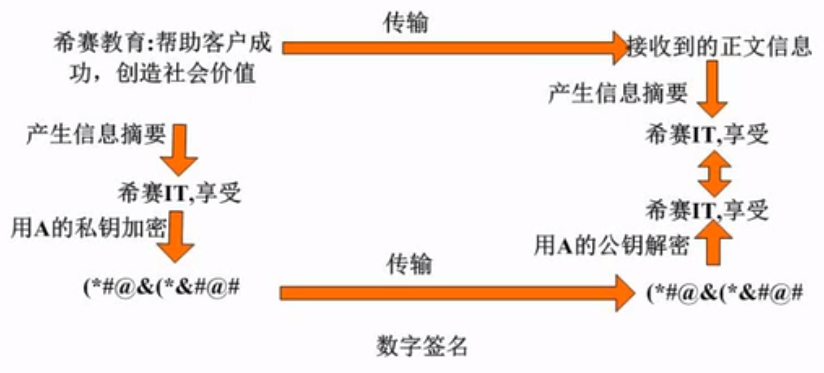 传输
希赛教育:帮助客户成
功，创造社会价值
接收到的正文信息
产生信息摘要
产生信息摘要
希赛IT,享受
希赛IT,享受
希赛IT,享受
用A的私钥加密
用A的公钥解密
传输
(*#@&(*&#@#
(*#@&(*&#@#
数字签名